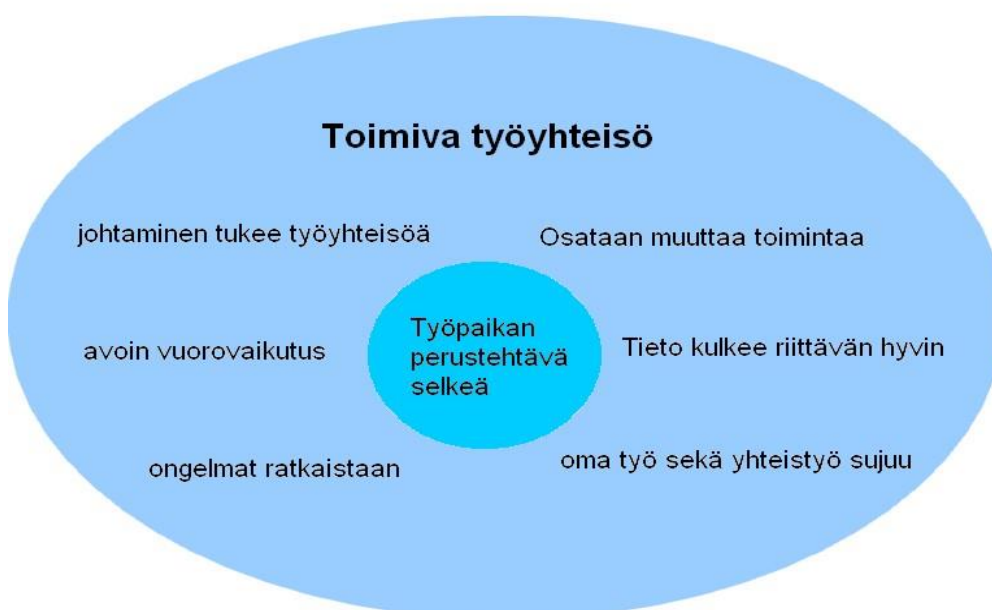 Toimiva työyhteisö
johtaminen tukee työyhteisöä
Osataan muuttaa toimintaa
Työpaikan
perustehtävä
selkeä
avoin vuorovaikutus
Tieto kulkee riittävän hyvin
ongelmat ratkaistaan
oma työ sekä yhteistyö sujuu